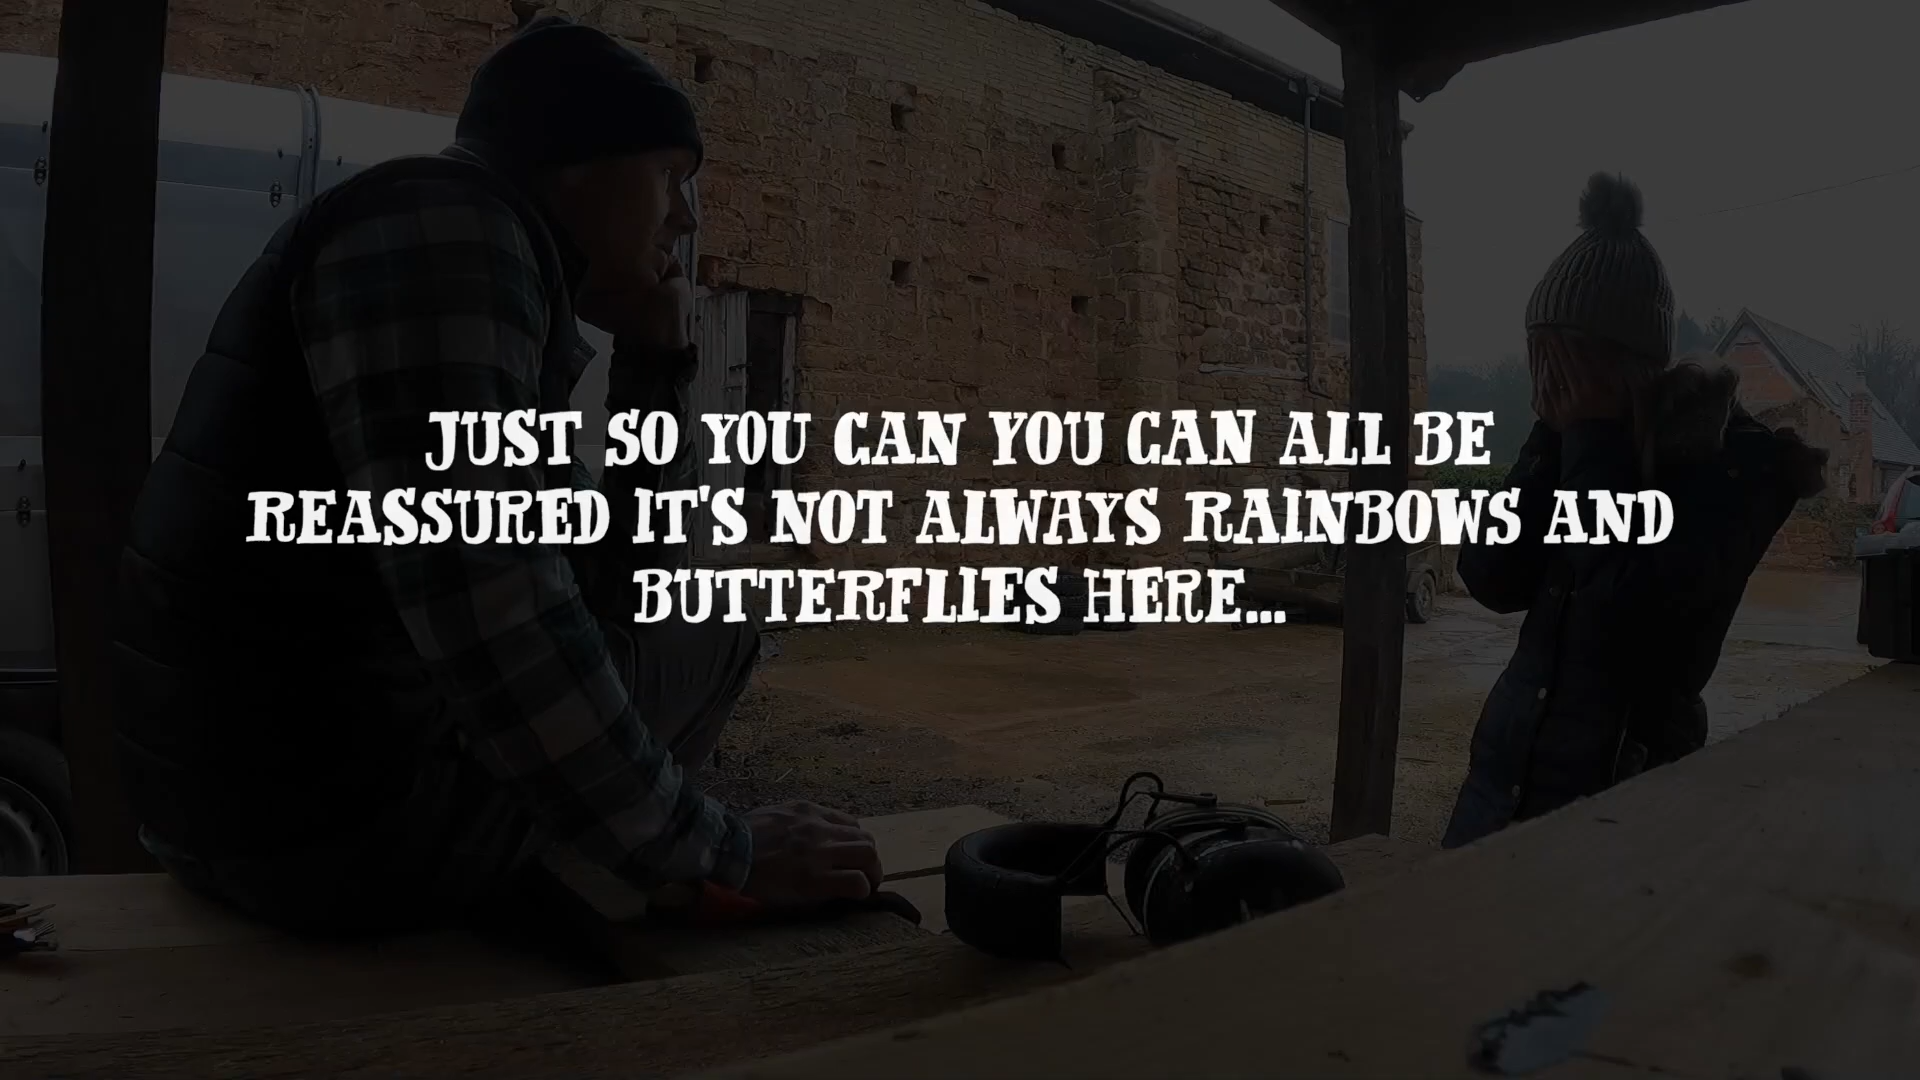 JUST SO YOU CAN YOU CAN ALL BE
REASSURED IT'S NOT ALWAYS RAINBOWS AND
BUTTERFLIES HERE...